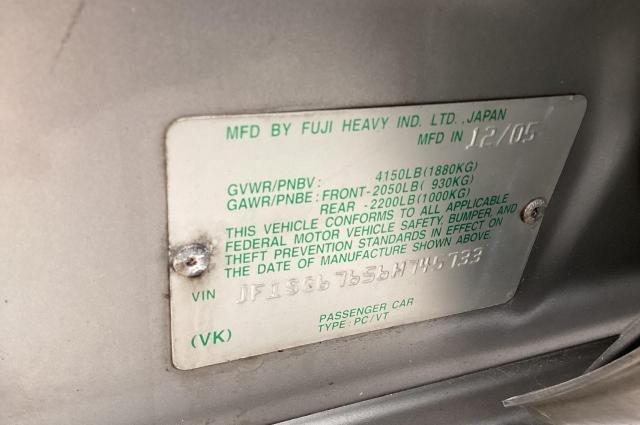 MFD BY FUJI HEAVY IND. LTD., JAPAN
MFD IN 12/05
GVWR/PNBV: 4150LB(1880KG)
GAWR/PNBE: FRONT-2050LB( 930KG)
REAR -2200LB(1000KG)
THIS VEHICLE CONFORMS TO ALL APPLICABLE
FEDERAL MOTOR VEHICLE SAFETY, BUMPER, AND
THEFT PREVENTION STANDARDS IN EFFECT ON
THE DATE OF MANUFACTURE SHOWN ABOVE.
VIN JF1SG67656H745733
PASSENGER CAR
(VK) TYPE: PC/VT